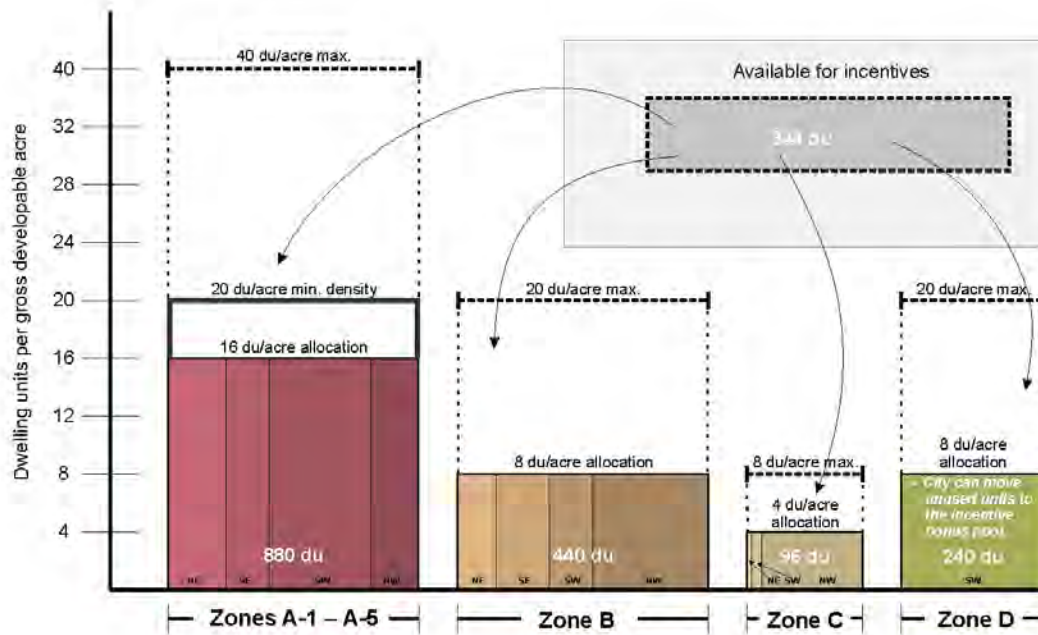 40 du/acre max.
Available for incentives
344 du
Dwelling units per gross developable acre
40
32
28
24
20
16
12
8
4
20 du/acre min. density
16 du/acre allocation
880 du
NE SE SW NW
Zones A-1 – A-5
20 du/acre max.
8 du/acre allocation
440 du
NE SE SW NW
Zone B
8 du/acre max.
4 du/acre
allocation
96 du
NE SW NW
Zone C
20 du/acre max.
8 du/acre
allocation
- City can move
unused units to
the incentive
bonus pool.
240 du
SW
Zone D